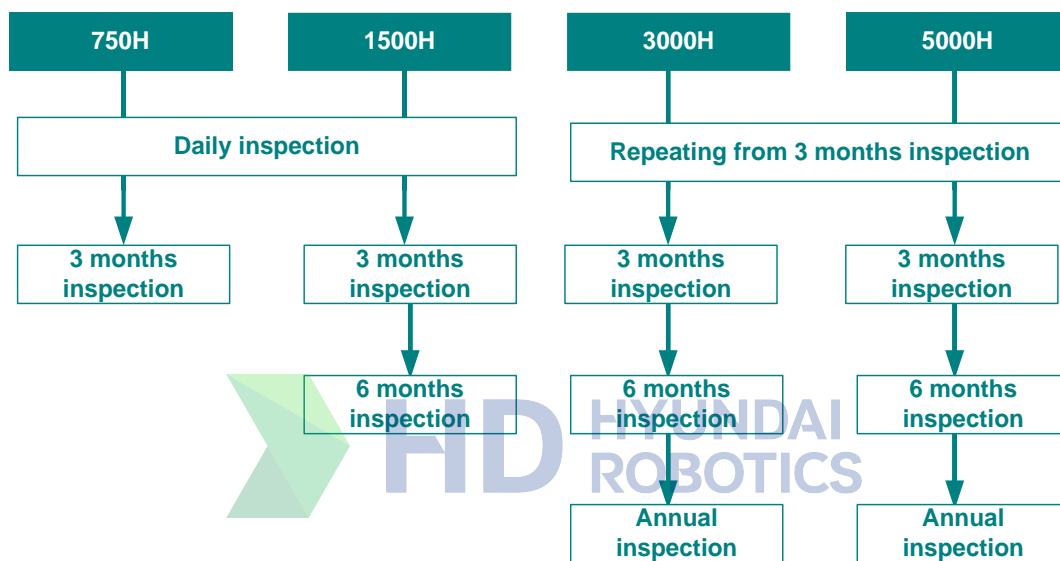 750H
1500H
3000H
5000H
Daily inspection
Repeating from 3 months inspection
3 months
inspection
3 months
inspection
3 months
inspection
3 months
inspection
6 months
inspection
6 months
inspection
6 months
inspection
HD HYUNDAI
ROBOTICS
Annual
inspection
Annual
inspection